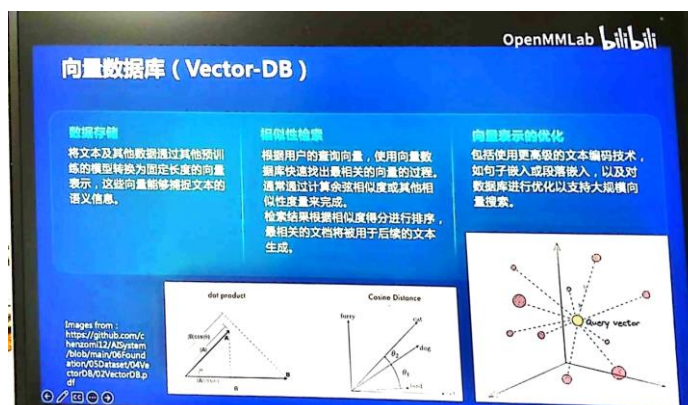 OpenMMLab bilibili
向量数据库（Vector-DB）
数据存储
将文本及其他数据通过其他预训
练的模型转换为固定长度的向量
表示，这些向量能够捕捉文本的
语义信息。
相似性检索
根据用户的查询向量，使用向量数
据库快速找出最相关的向量的过程。
通常通过计算余弦相似度或其他相
似性度量来完成。
检索结果根据相似度得分进行排序，
最相关的文档将被用于后续的文本
生成。
向量表示的优化
包括使用更高级的文本编码技术，
如句子嵌入或段落嵌入，以及对
数据库进行优化以支持大规模向
量搜索。
dot product
A
B
Cosine Distance
furry
cat
dog
θ₂
θ₁
Query vector
Images from :
https://github.com/c
henzomi12/AISystem
/blob/main/06Found
ation/05Dataset/04Ve
ctorDB/02VectorDB.p
df